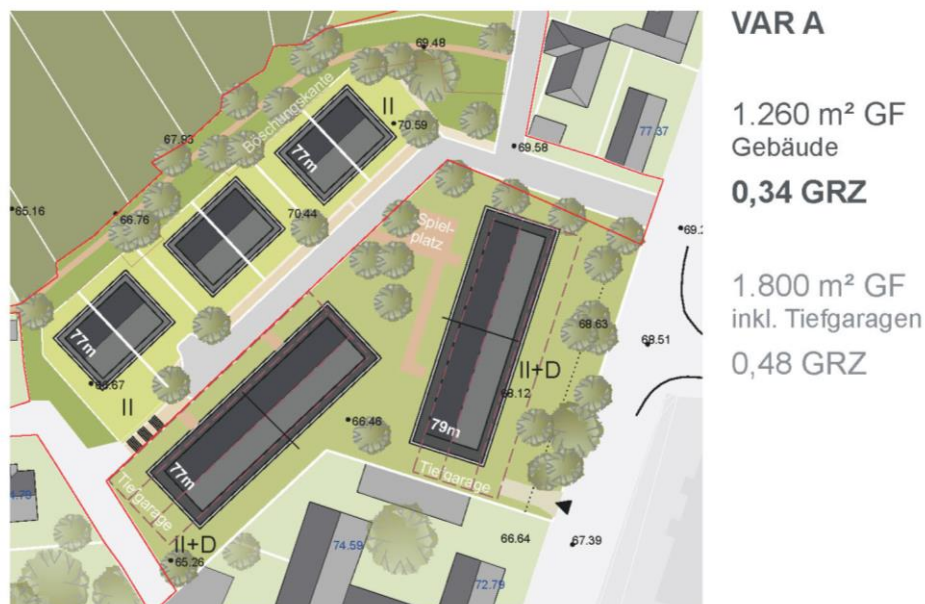 VAR A
1.260 m² GF
Gebäude
0,34 GRZ
1.800 m² GF
inkl. Tiefgaragen
0,48 GRZ
69.48
Böschungskante
II
70.59
77m
67.93
69.58
77.37
65.16
66.76
70.44
Spiel-
platz
69.2
77m
68.63
68.51
II+D
68.12
II
66.46
79m
77m
Tiefgarage
Tiefgarage
II+D
65.26
74.59
66.64
67.39
72.79